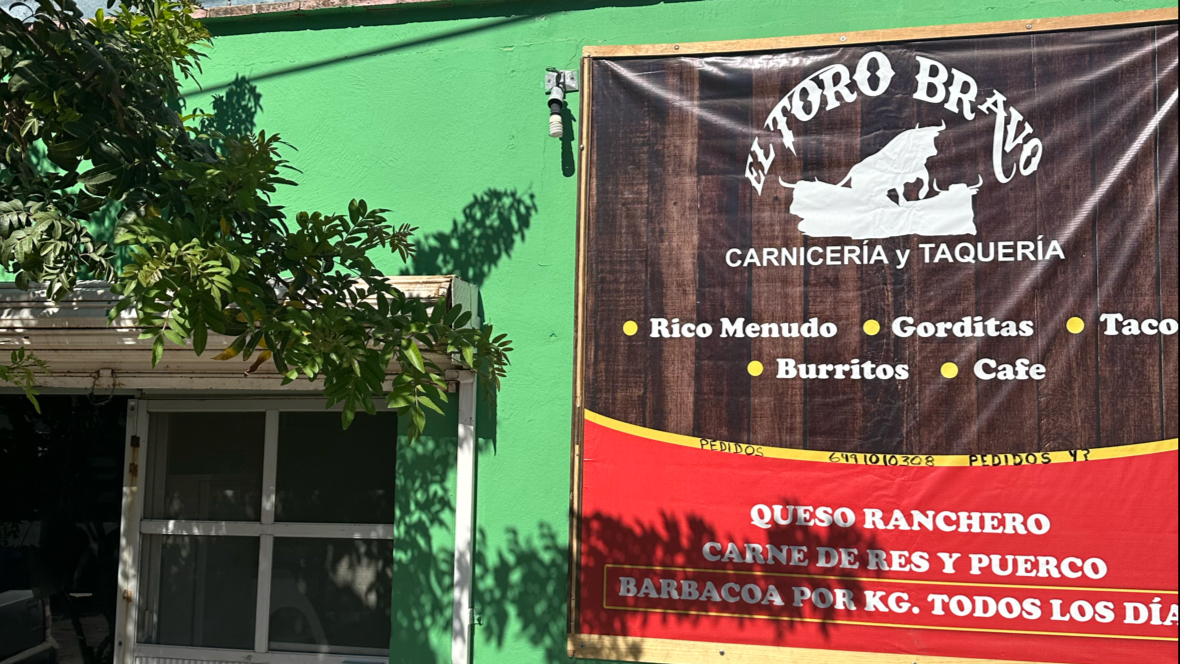 EL TORO BRAVO
CARNICERÍA y TAQUERÍA
Rico Menudo Gorditas Taco
Burritos Cafe
PEDIDOS 6491010308 PEDIDOS Y?
QUESO RANCHERO
CARNE DE RES Y PUERCO
BARBACOA POR KG. TODOS LOS DÍA